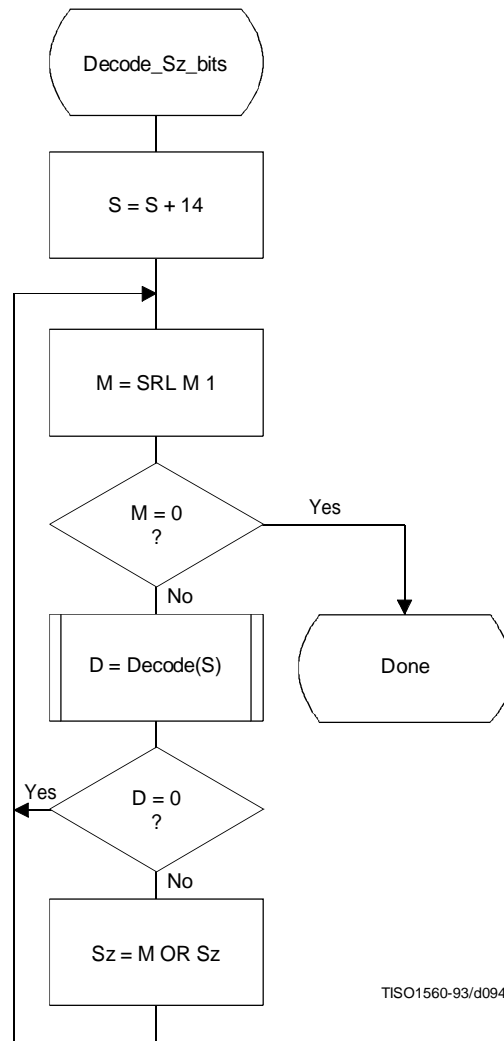 Decode_Sz_bits
S = S + 14
M = SRL M 1
M = 0
?
Yes
No
D = Decode(S)
Done
D = 0
?
Yes
No
Sz = M OR Sz
TISO1560-93/d094